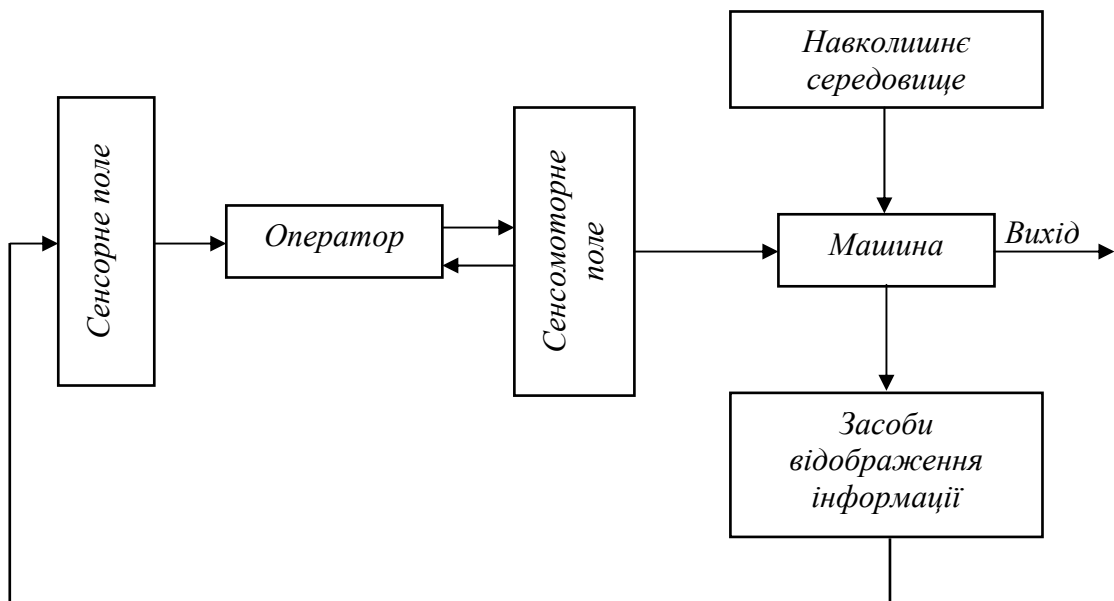 Навколишнє
середовище
Сенсорне поле
Оператор
Сенсомоторне
поле
Машина
Вихід
Засоби
відображення
інформації